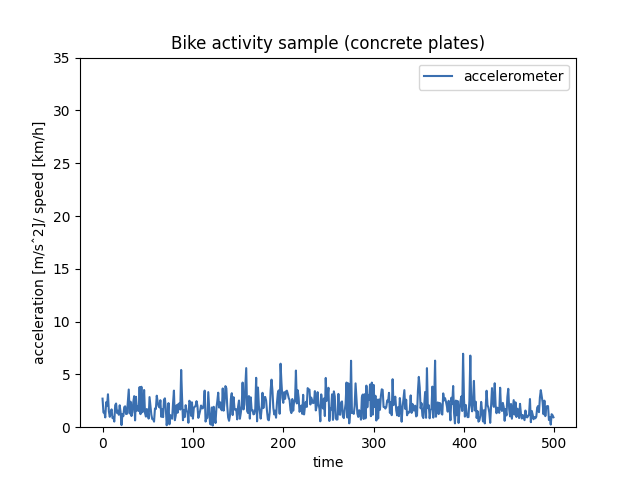 Bike activity sample (concrete plates)
accelerometer
acceleration [m/sˆ2]/ speed [km/h]
35
30
25
20
15
10
5
0
0 100 200 300 400 500
time